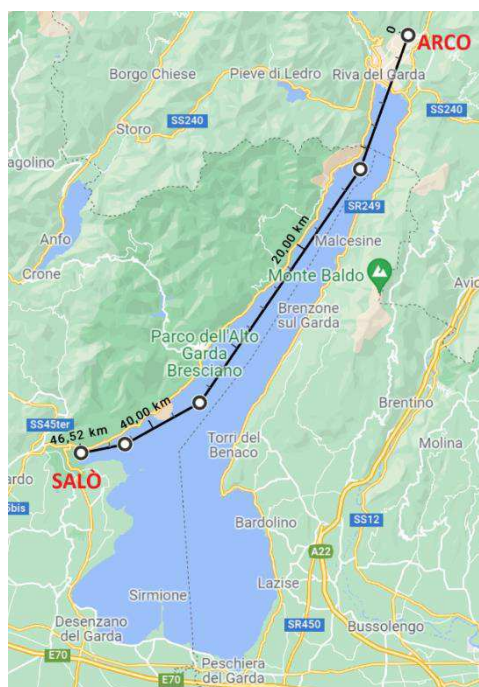 0
ARCO
Borgo Chiese
Pieve di Ledro
Riva del Garda
SS240
SS240
Storo
agolino
SR249
Anfo
20,00 km
Malcesine
Crone
Monte Baldo
Avio
Brenzone
sul Garda
Parco dell'Alto
Garda
Bresciano
Brentino
40,00 km
SS45ter
46,52 km
Torri del
Benaco
Molina
ardo
SALÒ
5bis
Bardolino
SS12
A22
Lazise
Sirmione
Desenzano
del Garda
SR450
Bussolengo
E70
Peschiera
del Garda
E70